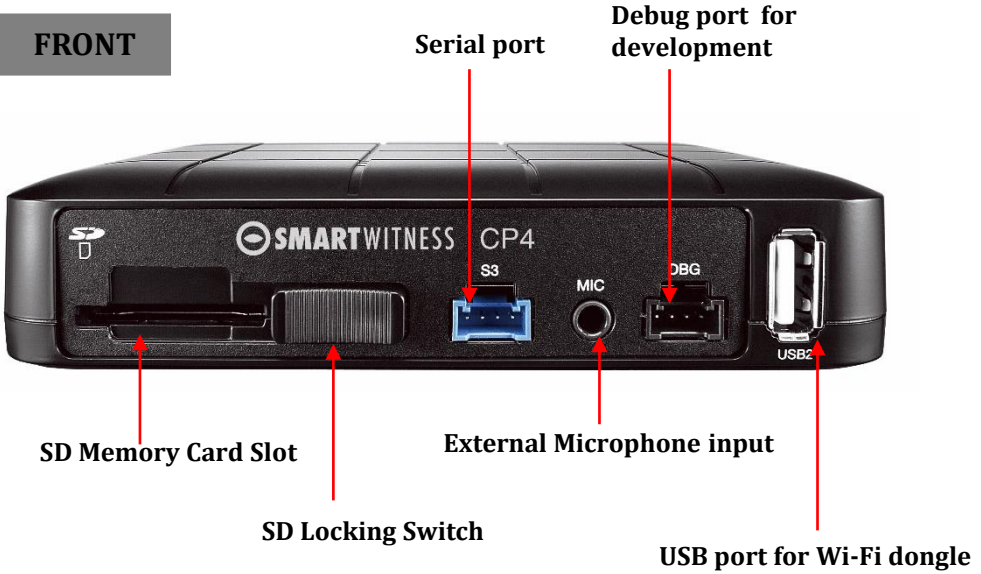 FRONT
Serial port
Debug port for
development
SD
SMARTWITNESS CP4
S3
MIC
DBG
USB2
SD Memory Card Slot
External Microphone input
SD Locking Switch
USB port for Wi-Fi dongle